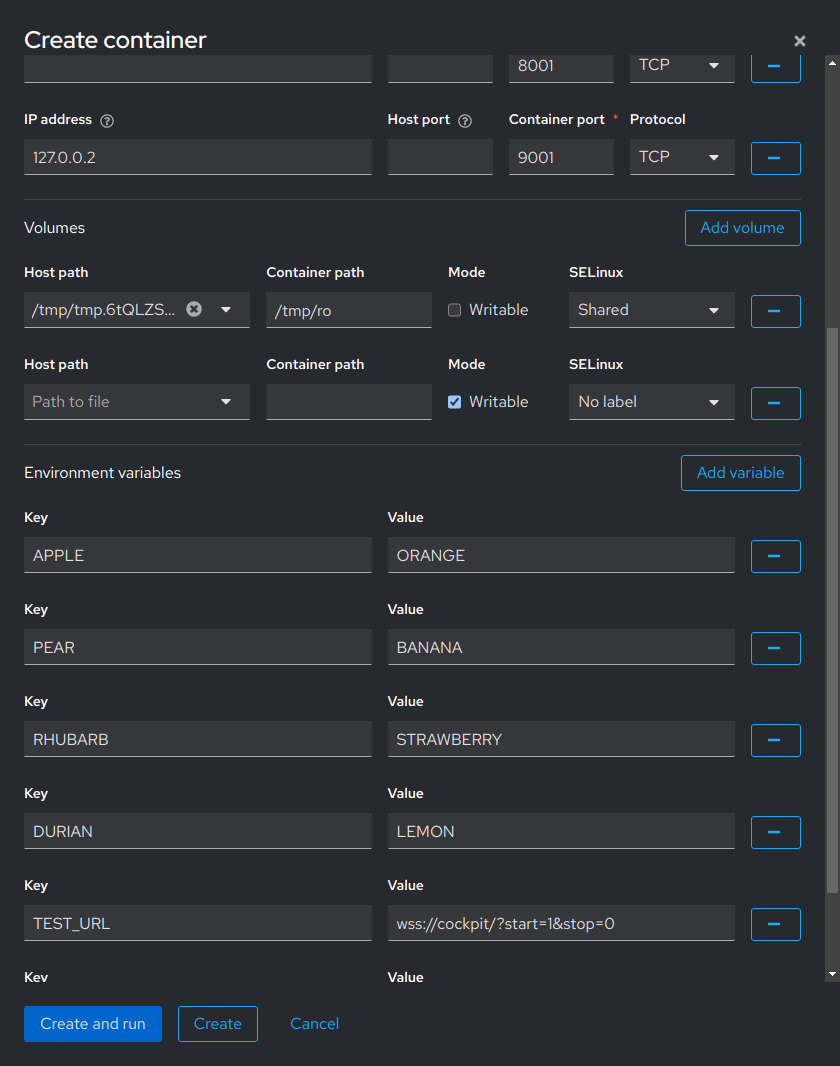 Create container
8001 TCP
IP address Host port Container port * Protocol
127.0.0.2 9001 TCP
Volumes Add volume
Host path Container path Mode SELinux
/tmp/tmp.6tQLZS... /tmp/ro Writable Shared
Host path Container path Mode SELinux
Path to file Writable No label
Environment variables Add variable
Key Value
APPLE ORANGE
Key Value
PEAR BANANA
Key Value
RHUBARB STRAWBERRY
Key Value
DURIAN LEMON
Key Value
TEST_URL wss://cockpit/?start=1&stop=0
Key Value
Create and run Create Cancel